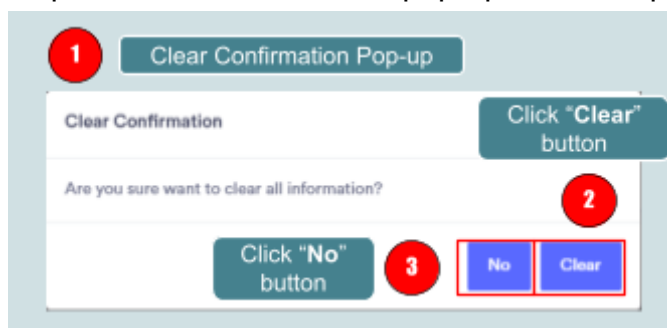 1 Clear Confirmation Pop-up
Clear Confirmation
Click “Clear”
button
Are you sure want to clear all information?
2
Click “No”
button
3
No
Clear